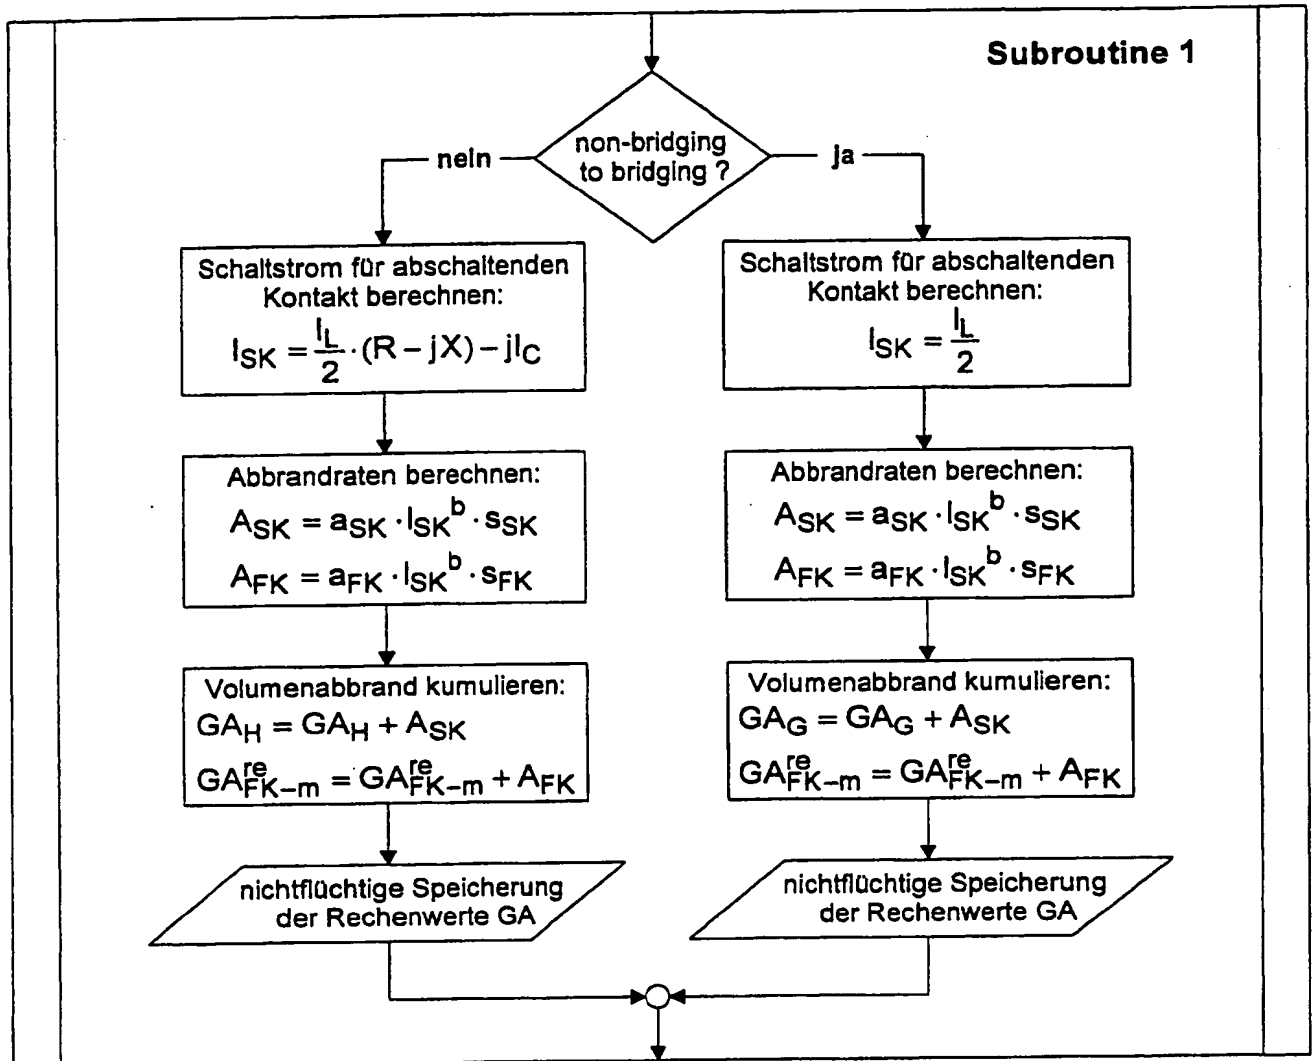 Subroutine 1
non-bridging
to bridging ?
nein
ja
Schaltstrom für abschaltenden
Kontakt berechnen:
I_SK = I_L/2 · (R – jX) – jI_C
Abbrandraten berechnen:
A_SK = a_SK · I_SK^b · s_SK
A_FK = a_FK · I_SK^b · s_FK
Volumenabbrand kumulieren:
GA_H = GA_H + A_SK
GA^re_FK–m = GA^re_FK–m + A_FK
nichtflüchtige Speicherung
der Rechenwerte GA
Schaltstrom für abschaltenden
Kontakt berechnen:
I_SK = I_L/2
Abbrandraten berechnen:
A_SK = a_SK · I_SK^b · s_SK
A_FK = a_FK · I_SK^b · s_FK
Volumenabbrand kumulieren:
GA_G = GA_G + A_SK
GA^re_FK–m = GA^re_FK–m + A_FK
nichtflüchtige Speicherung
der Rechenwerte GA